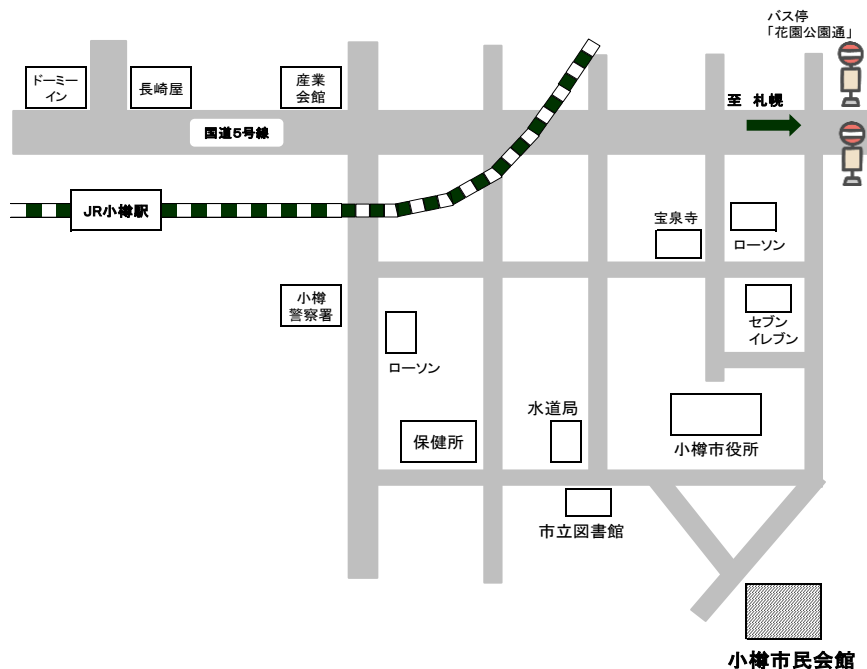 バス停
「花園公園通」
ドーミー
イン
長崎屋
産業
会館
至 札幌
国道5号線
JR小樽駅
宝泉寺
ローソン
小樽
警察署
セブン
イレブン
ローソン
水道局
保健所
小樽市役所
市立図書館
小樽市民会館